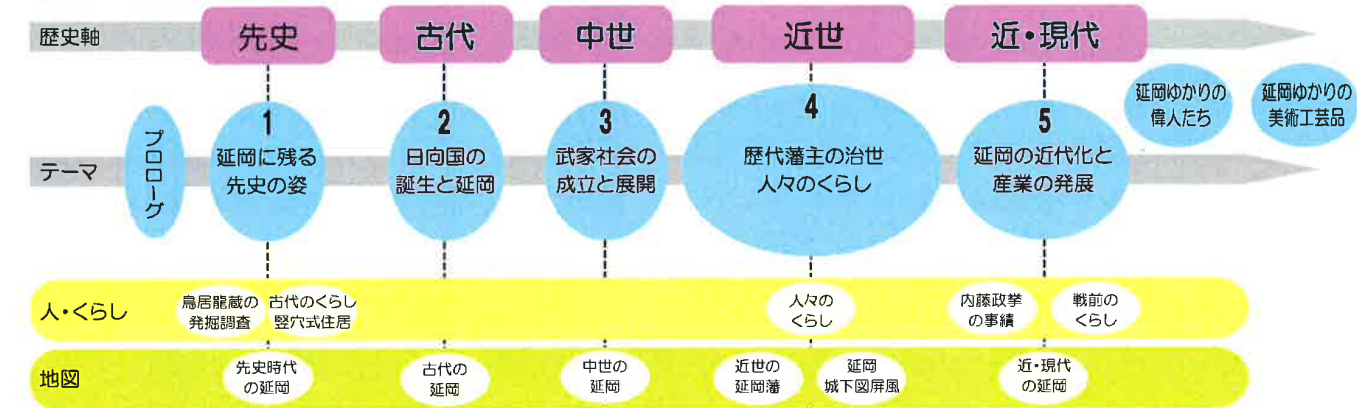 歴史軸
先史
古代
中世
近世
近・現代
テーマ
プロローグ
1
延岡に残る
先史の姿
2
日向国の
誕生と延岡
3
武家社会の
成立と展開
4
歴代藩主の治世
人々のくらし
5
延岡の近代化と
産業の発展
延岡ゆかりの
偉人たち
延岡ゆかりの
美術工芸品
人・くらし
鳥居龍蔵の
発掘調査
古代のくらし
竪穴式住居
人々の
くらし
内藤政挙
の事績
戦前の
くらし
地図
先史時代
の延岡
古代の
延岡
中世の
延岡
近世の
延岡藩
延岡
城下図屏風
近・現代
の延岡